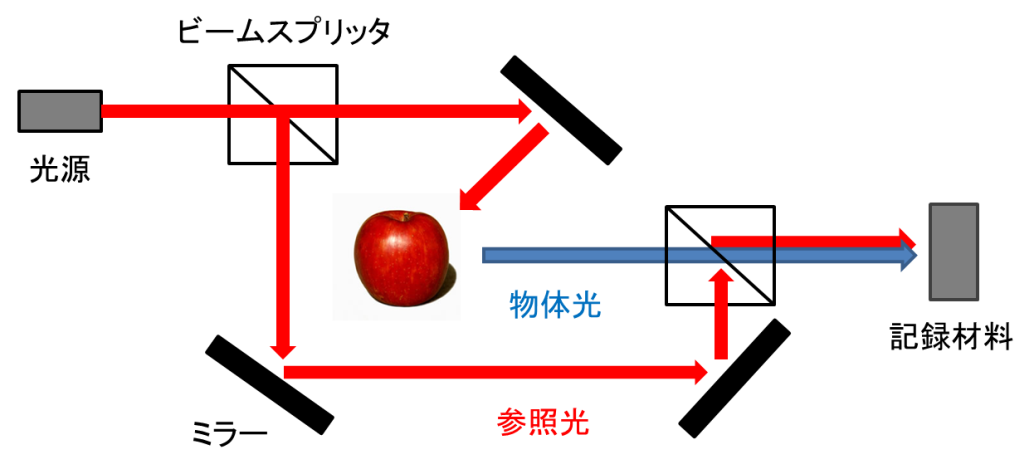 ビームスプリッタ
光源
物体光
記録材料
参照光
ミラー